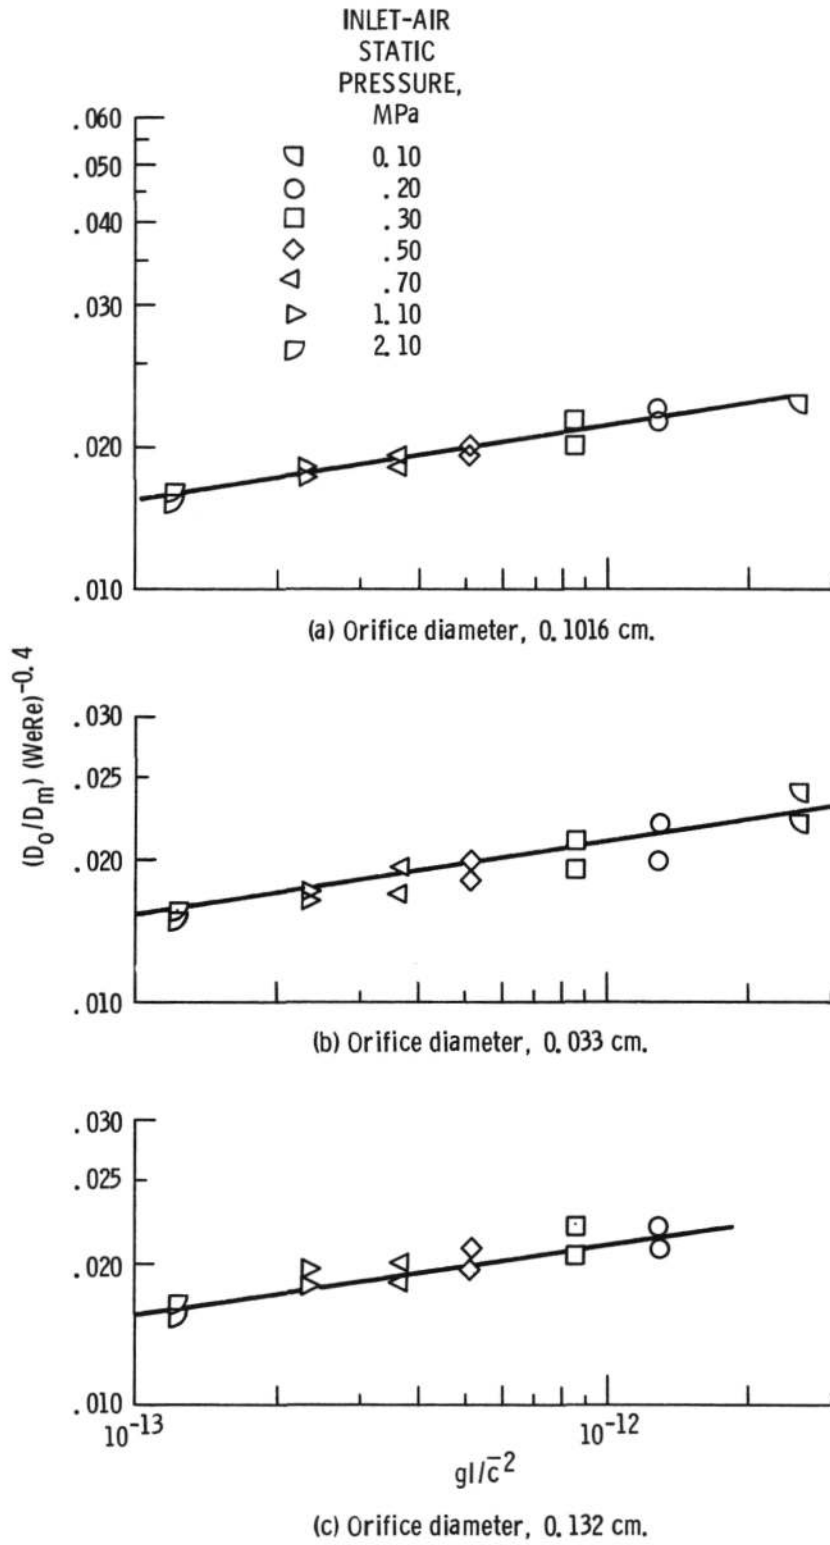 INLET-AIR
STATIC
PRESSURE,
MPa
0.10
.20
.30
.50
.70
1.10
2.10
.060
.050
.040
.030
.020
.010
(a) Orifice diameter, 0.1016 cm.
(D₀/Dₘ) (WeRe)⁻⁰·⁴
.030
.025
.020
.010
(b) Orifice diameter, 0.033 cm.
.030
.025
.020
.010
10⁻¹³ 10⁻¹²
gl/c̄²
(c) Orifice diameter, 0.132 cm.